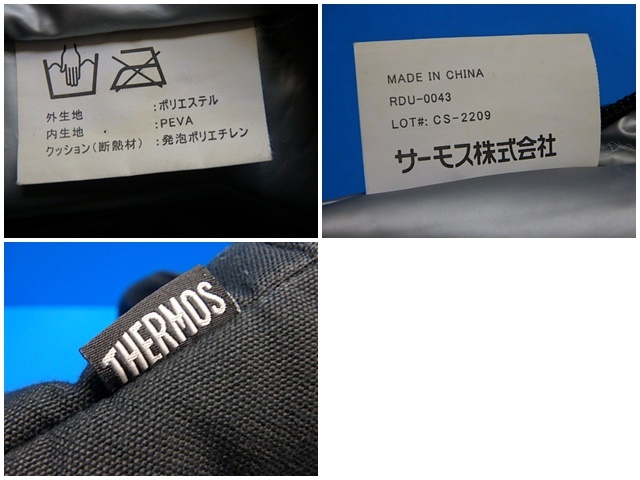 外生地 :ポリエステル
内生地 :PEVA
クッション(断熱材) :発泡ポリエチレン
MADE IN CHINA
RDU-0043
LOT#: CS-2209
サーモス株式会社
THERMOS